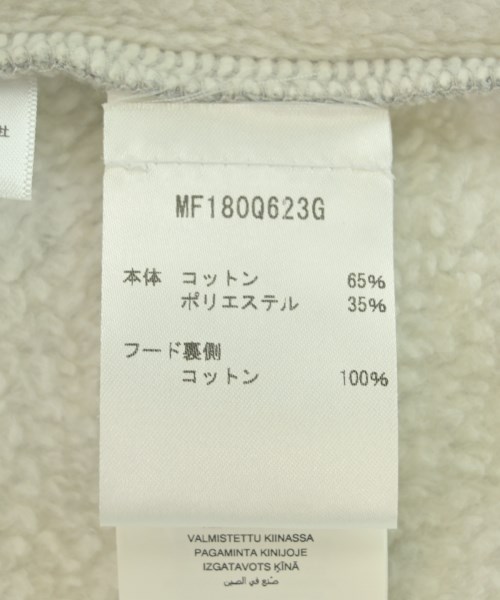 社
MF180Q623G
本体 コットン 65%
ポリエステル 35%
フード裏側
コットン 100%
VALMISTETTU KIINASSA
PAGAMINTA KINIJOJE
IZGATAVOTS ĶĪNĀ
صنع في الصين